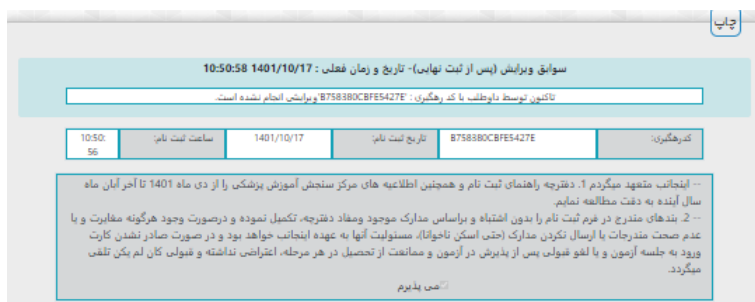 چاپ
سوابق ویرایش (پس از ثبت نهایی)- تاریخ و زمان فعلی : 1401/10/17 10:50:58
تاکنون توسط داوطلب با کد رهگیری : 'B758380CBFE5427E'ویرایشی انجام نشده است.
کدرهگیری: B758380CBFE5427E تاریخ ثبت نام: 1401/10/17 ساعت ثبت نام: 10:50:
56
-- اینجانب متعهد میگردم 1. دفترچه راهنمای ثبت نام و همچنین اطلاعیه های مرکز سنجش آموزش پزشکی را از دی ماه 1401 تا آخر آبان ماه
سال آینده به دقت مطالعه نمایم.
-- 2. بندهای مندرج در فرم ثبت نام را بدون اشتباه و براساس مدارک موجود ومفاد دفترچه، تکمیل نموده و درصورت وجود هرگونه مغایرت و یا
عدم صحت مندرجات یا ارسال نکردن مدارک (حتی اسکن ناخوانا)، مسئولیت آنها به عهده اینجانب خواهد بود و در صورت صادر نشدن کارت
ورود به جلسه آزمون و یا لغو قبولی پس از پذیرش در آزمون و ممانعت از تحصیل در هر مرحله، اعتراضی نداشته و قبولی کان لم یکن تلقی
میگردد.
می پذیرم